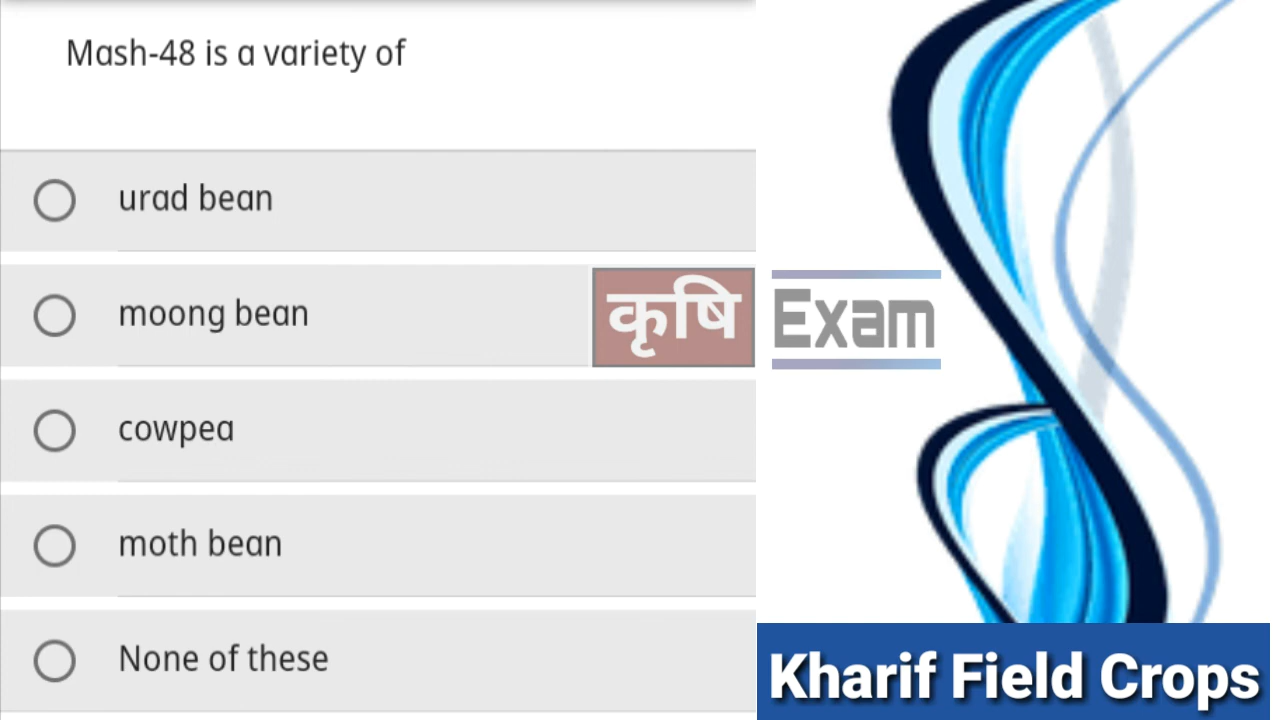 Mash-48 is a variety of
urad bean
moong bean
कृषि Exam
cowpea
moth bean
None of these
Kharif Field Crops